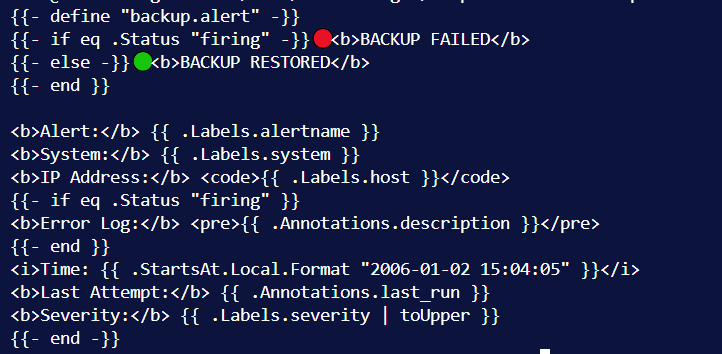 {{- define "backup.alert" -}}
{{- if eq .Status "firing" -}}🔴<b>BACKUP FAILED</b>
{{- else -}}🟢<b>BACKUP RESTORED</b>
{{- end }}

<b>Alert:</b> {{ .Labels.alertname }}
<b>System:</b> {{ .Labels.system }}
<b>IP Address:</b> <code>{{ .Labels.host }}</code>
{{- if eq .Status "firing" }}
<b>Error Log:</b> <pre>{{ .Annotations.description }}</pre>
{{- end }}
<i>Time: {{ .StartsAt.Local.Format "2006-01-02 15:04:05" }}</i>
<b>Last Attempt:</b> {{ .Annotations.last_run }}
<b>Severity:</b> {{ .Labels.severity | toUpper }}
{{- end -}}